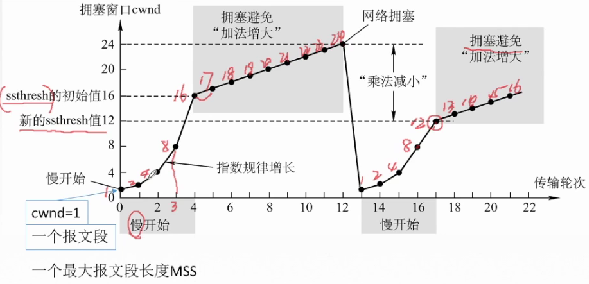 拥塞窗口cwnd
拥塞避免
“加法增大”
网络拥塞
拥塞避免
“加法增大”
“乘法减小”
24
20
ssthresh的初始值16
新的ssthresh值12
8
4
0
16 17 18 19 20 21 22 23 24
8
4
3
12 13 14 15 16
8
4
2
1
指数规律增长
慢开始
传输轮次
0 2 4 6 8 10 12 14 16 18 20 22
慢开始
慢开始
cwnd=1
一个报文段
一个最大报文段长度MSS